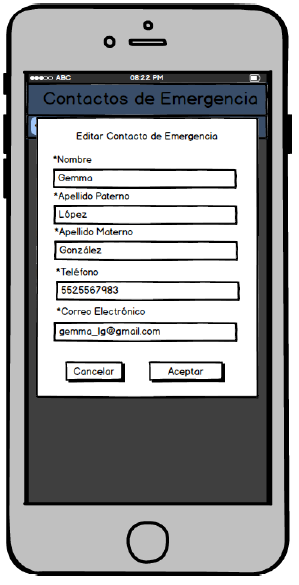 ABC 08:22 PM
Contactos de Emergencia
Editar Contacto de Emergencia
*Nombre
Gemma
*Apellido Paterno
López
*Apellido Materno
González
*Teléfono
5525567983
*Correo Electrónico
gemma_lg@gmail.com
Cancelar Aceptar